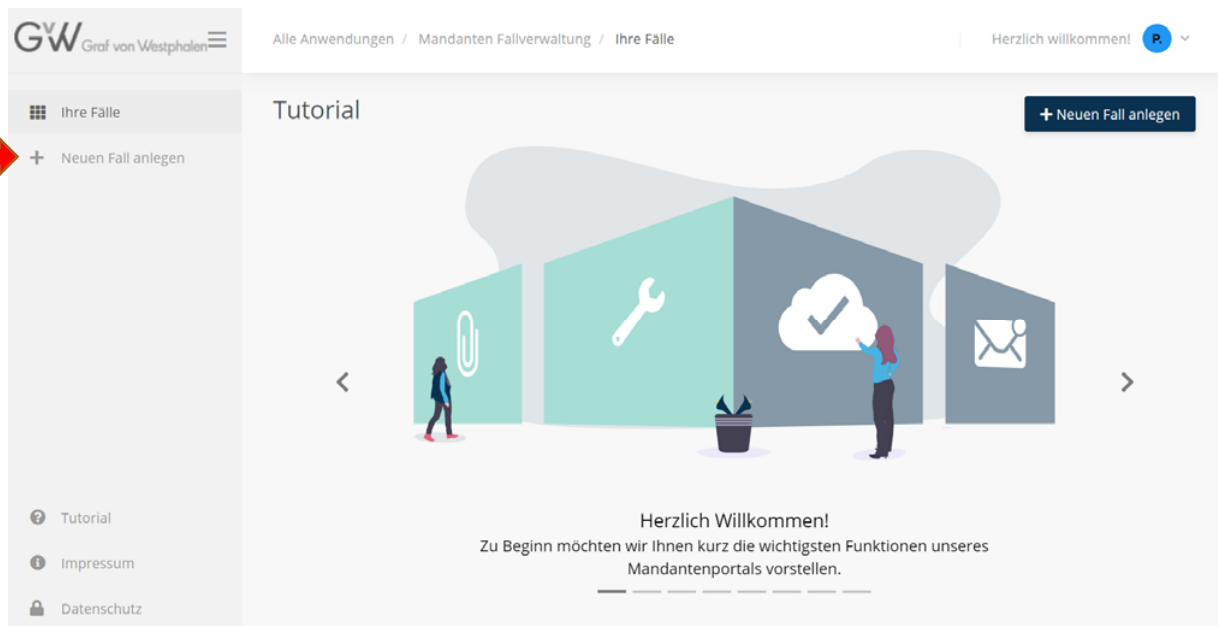 GvW Graf von Westphalen
Alle Anwendungen / Mandanten Fallverwaltung / Ihre Fälle
Herzlich willkommen! P.
Ihre Fälle
Neuen Fall anlegen
Tutorial
+ Neuen Fall anlegen
Herzlich Willkommen!
Zu Beginn möchten wir Ihnen kurz die wichtigsten Funktionen unseres
Mandantenportals vorstellen.
Tutorial
Impressum
Datenschutz